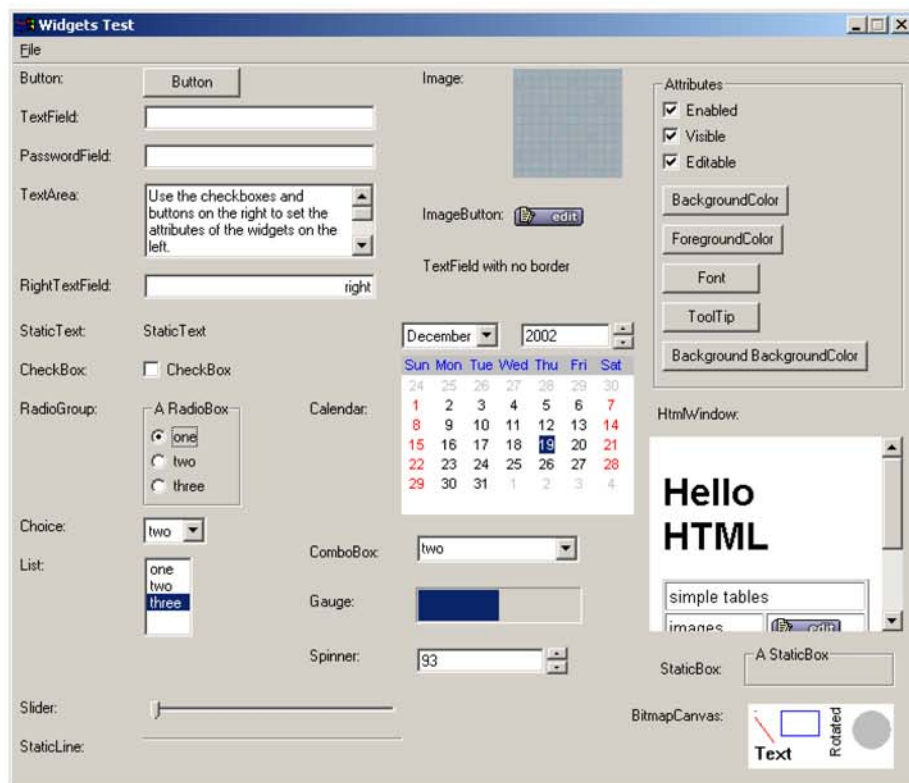 Widgets Test
File
Button:
Button
TextField:
PasswordField:
TextArea:
Use the checkboxes and
buttons on the right to set the
attributes of the widgets on the
left.
RightTextField:
right
StaticText:
StaticText
CheckBox:
CheckBox
RadioGroup:
A RadioBox
one
two
three
Choice:
two
List:
one
two
three
Slider:
StaticLine:
Image:
ImageButton:
edit
TextField with no border
December
2002
Calendar:
Sun Mon Tue Wed Thu Fri Sat
24 25 26 27 28 29 30
1 2 3 4 5 6 7
8 9 10 11 12 13 14
15 16 17 18 19 20 21
22 23 24 25 26 27 28
29 30 31 1 2 3 4
ComboBox:
two
Gauge:
Spinner:
93
Attributes
Enabled
Visible
Editable
BackgroundColor
ForegroundColor
Font
ToolTip
Background BackgroundColor
HtmlWindow:
Hello
HTML
simple tables
images
edit
StaticBox:
A StaticBox
BitmapCanvas:
Text
Rotated